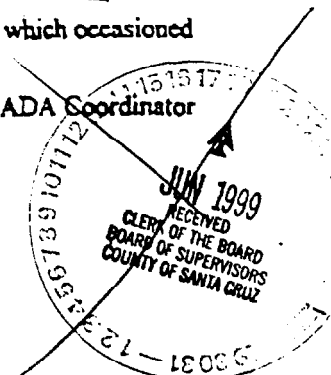 which occasioned
ADA Coordinator
JUN 1999
RECEIVED
CLERK OF THE BOARD
BOARD OF SUPERVISORS
COUNTY OF SANTA CRUZ